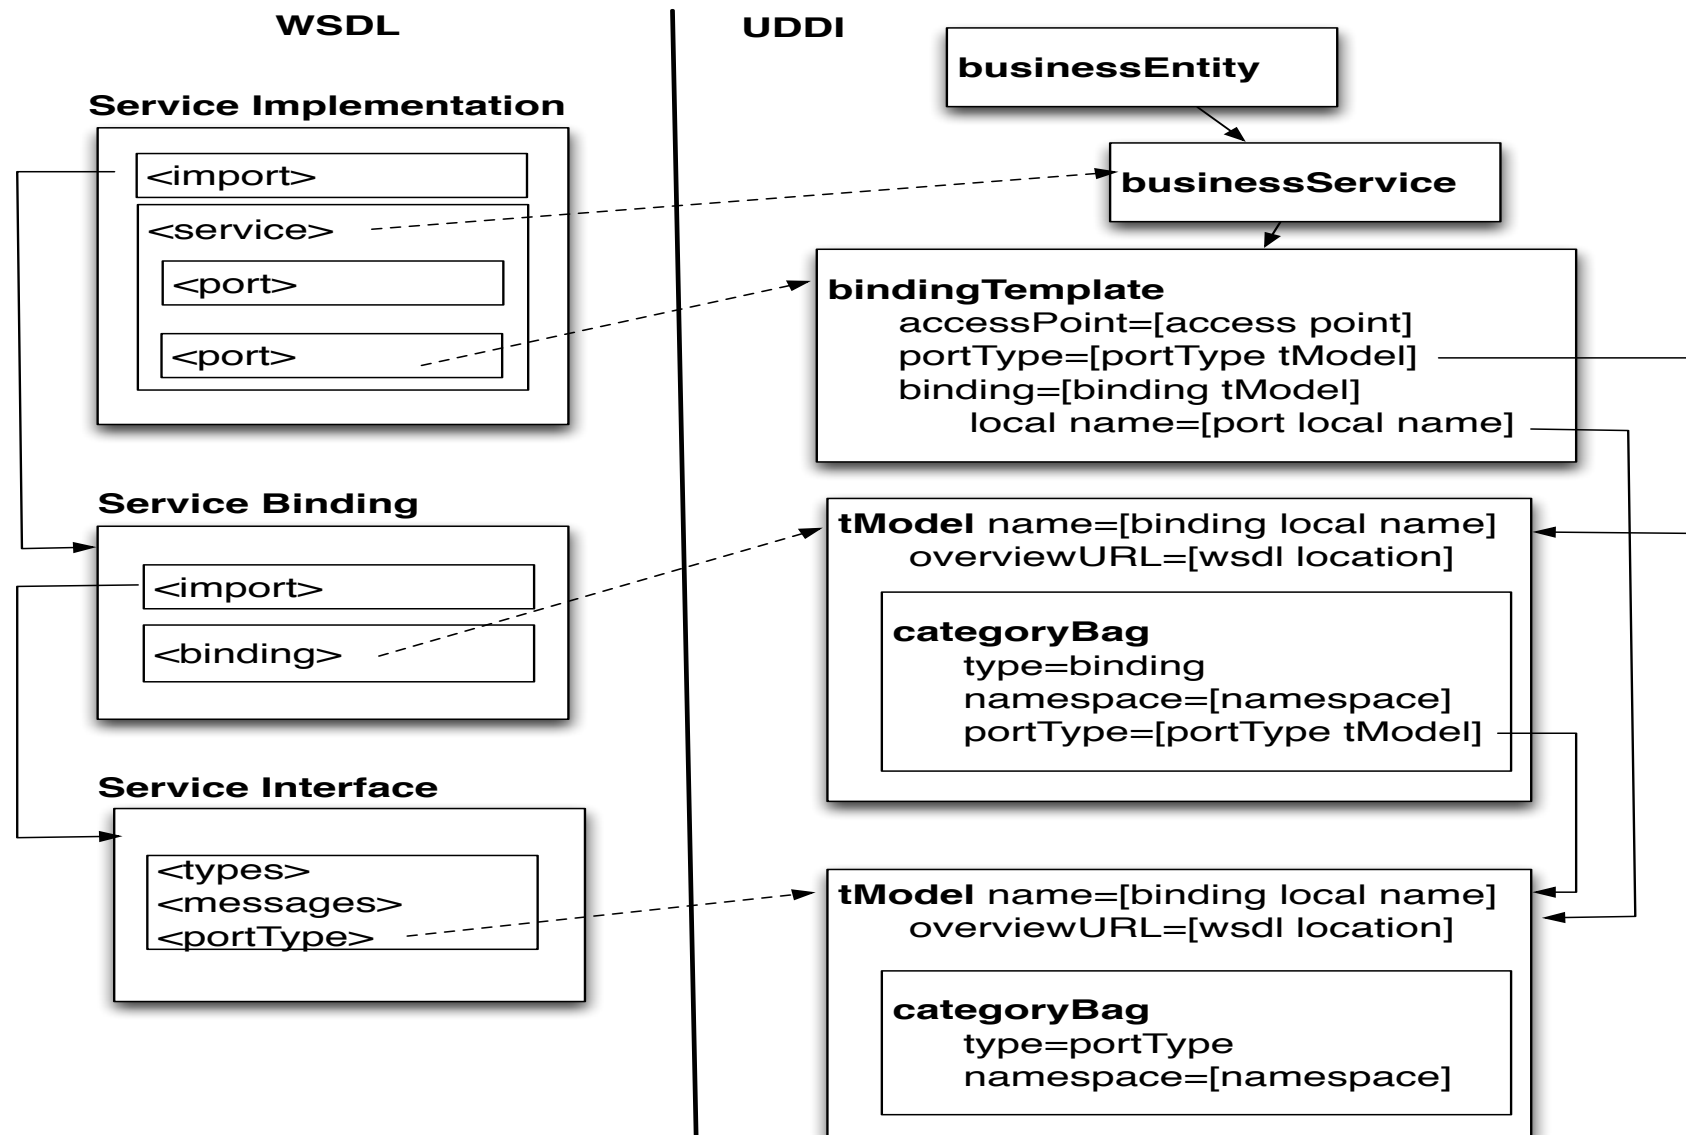 WSDL
Service Implementation
<import>
<service>
<port>
<port>
Service Binding
<import>
<binding>
Service Interface
<types>
<messages>
<portType>
UDDI
businessEntity
businessService
bindingTemplate
accessPoint=[access point]
portType=[portType tModel]
binding=[binding tModel]
local name=[port local name]
tModel name=[binding local name]
overviewURL=[wsdl location]
categoryBag
type=binding
namespace=[namespace]
portType=[portType tModel]
tModel name=[binding local name]
overviewURL=[wsdl location]
categoryBag
type=portType
namespace=[namespace]